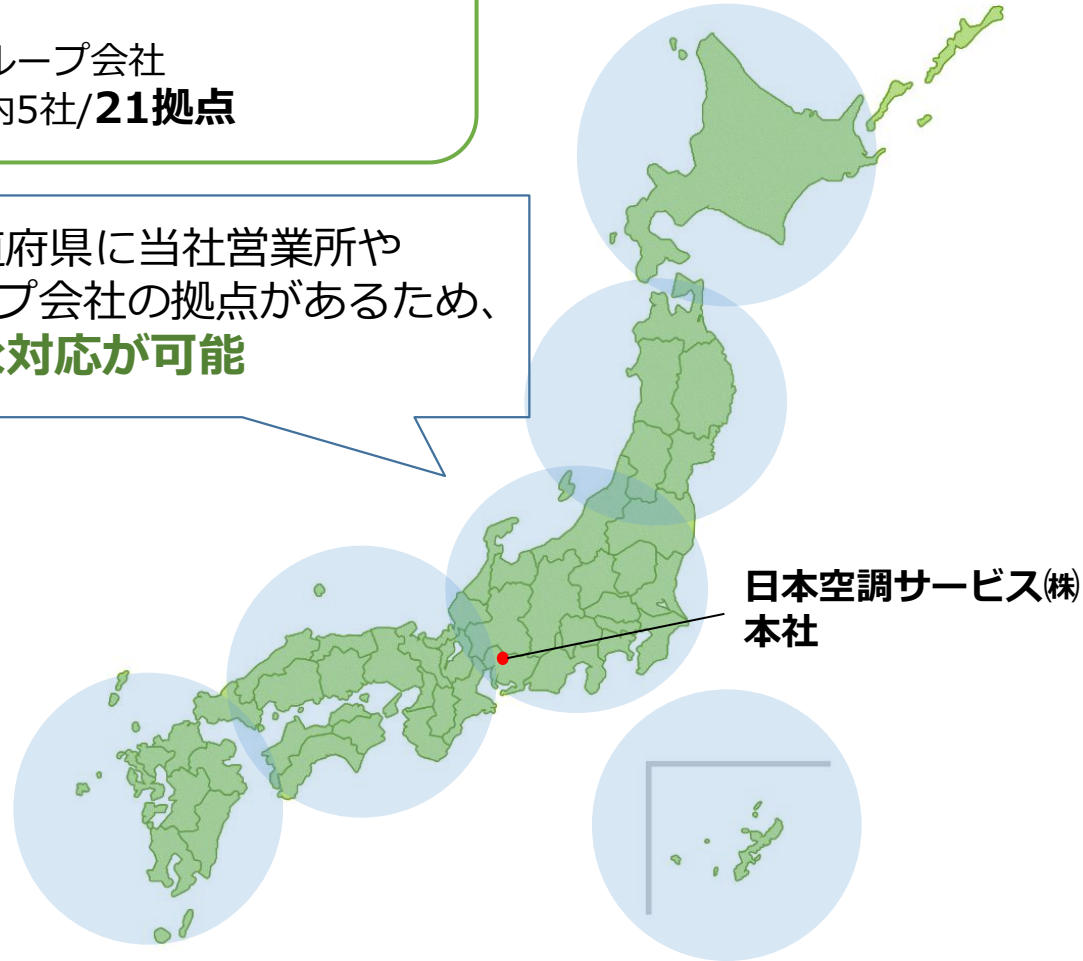 ループ会社
内5社/21拠点
道府県に当社営業所や
プ会社の拠点があるため、
な対応が可能
日本空調サービス㈱
本社